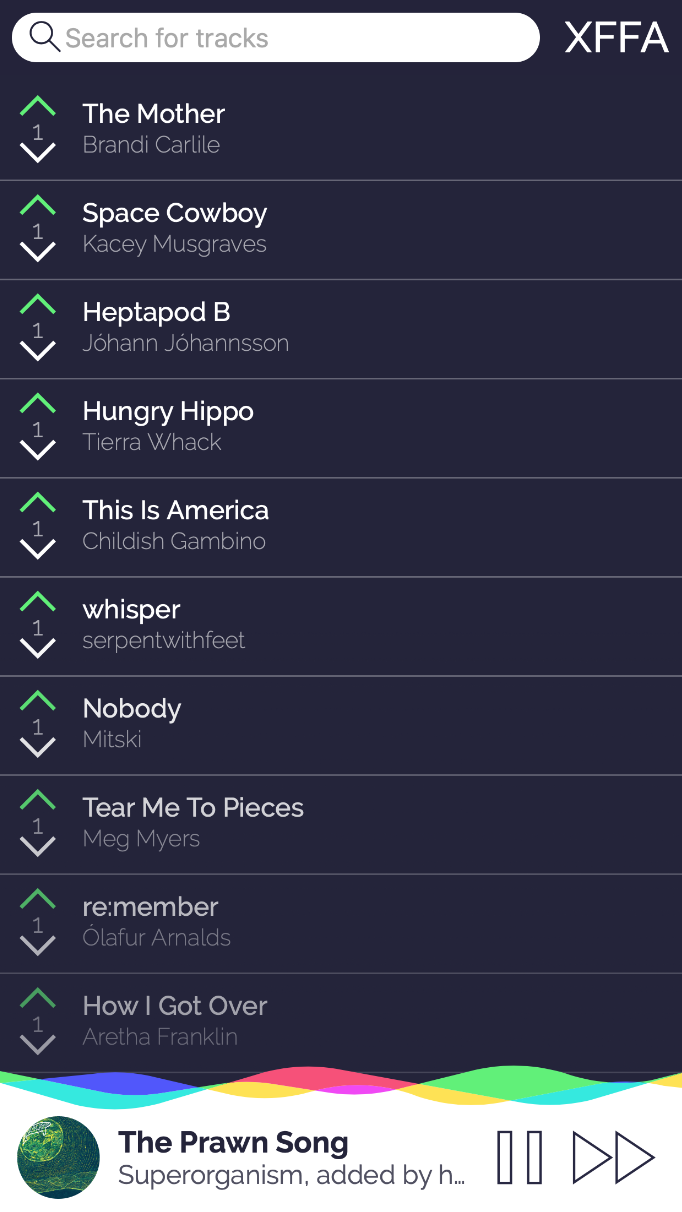 Search for tracks
XFFA
The Mother
1
Brandi Carlile
Space Cowboy
1
Kacey Musgraves
Heptapod B
1
Jóhann Jóhannsson
Hungry Hippo
1
Tierra Whack
This Is America
1
Childish Gambino
whisper
1
serpentwithfeet
Nobody
1
Mitski
Tear Me To Pieces
1
Meg Myers
re:member
1
Ólafur Arnalds
How I Got Over
1
Aretha Franklin
The Prawn Song
Superorganism, added by h...